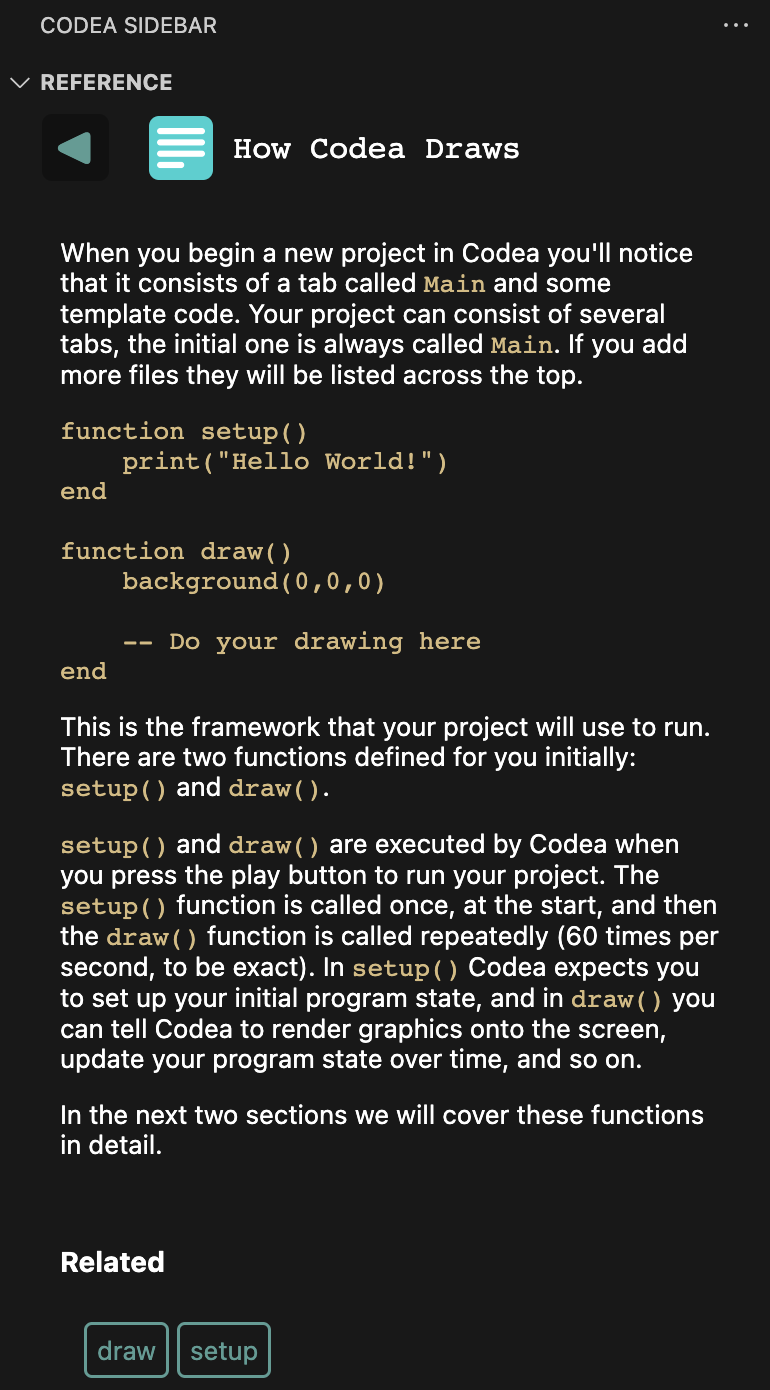 CODEA SIDEBAR
REFERENCE
How Codea Draws
When you begin a new project in Codea you'll notice
that it consists of a tab called Main and some
template code. Your project can consist of several
tabs, the initial one is always called Main. If you add
more files they will be listed across the top.
function setup()
    print("Hello World!")
end
function draw()
    background(0,0,0)
    -- Do your drawing here
end
This is the framework that your project will use to run.
There are two functions defined for you initially:
setup() and draw().
setup() and draw() are executed by Codea when
you press the play button to run your project. The
setup() function is called once, at the start, and then
the draw() function is called repeatedly (60 times per
second, to be exact). In setup() Codea expects you
to set up your initial program state, and in draw() you
can tell Codea to render graphics onto the screen,
update your program state over time, and so on.
In the next two sections we will cover these functions
in detail.
Related
draw setup